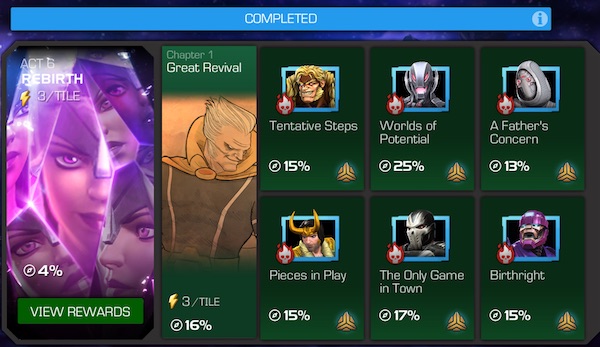 COMPLETED
ACT 6
REBIRTH
3/TILE
4%
VIEW REWARDS
Chapter 1
Great Revival
3/TILE
16%
Tentative Steps
15%
Worlds of
Potential
25%
A Father's
Concern
13%
Pieces in Play
15%
The Only Game
in Town
17%
Birthright
15%